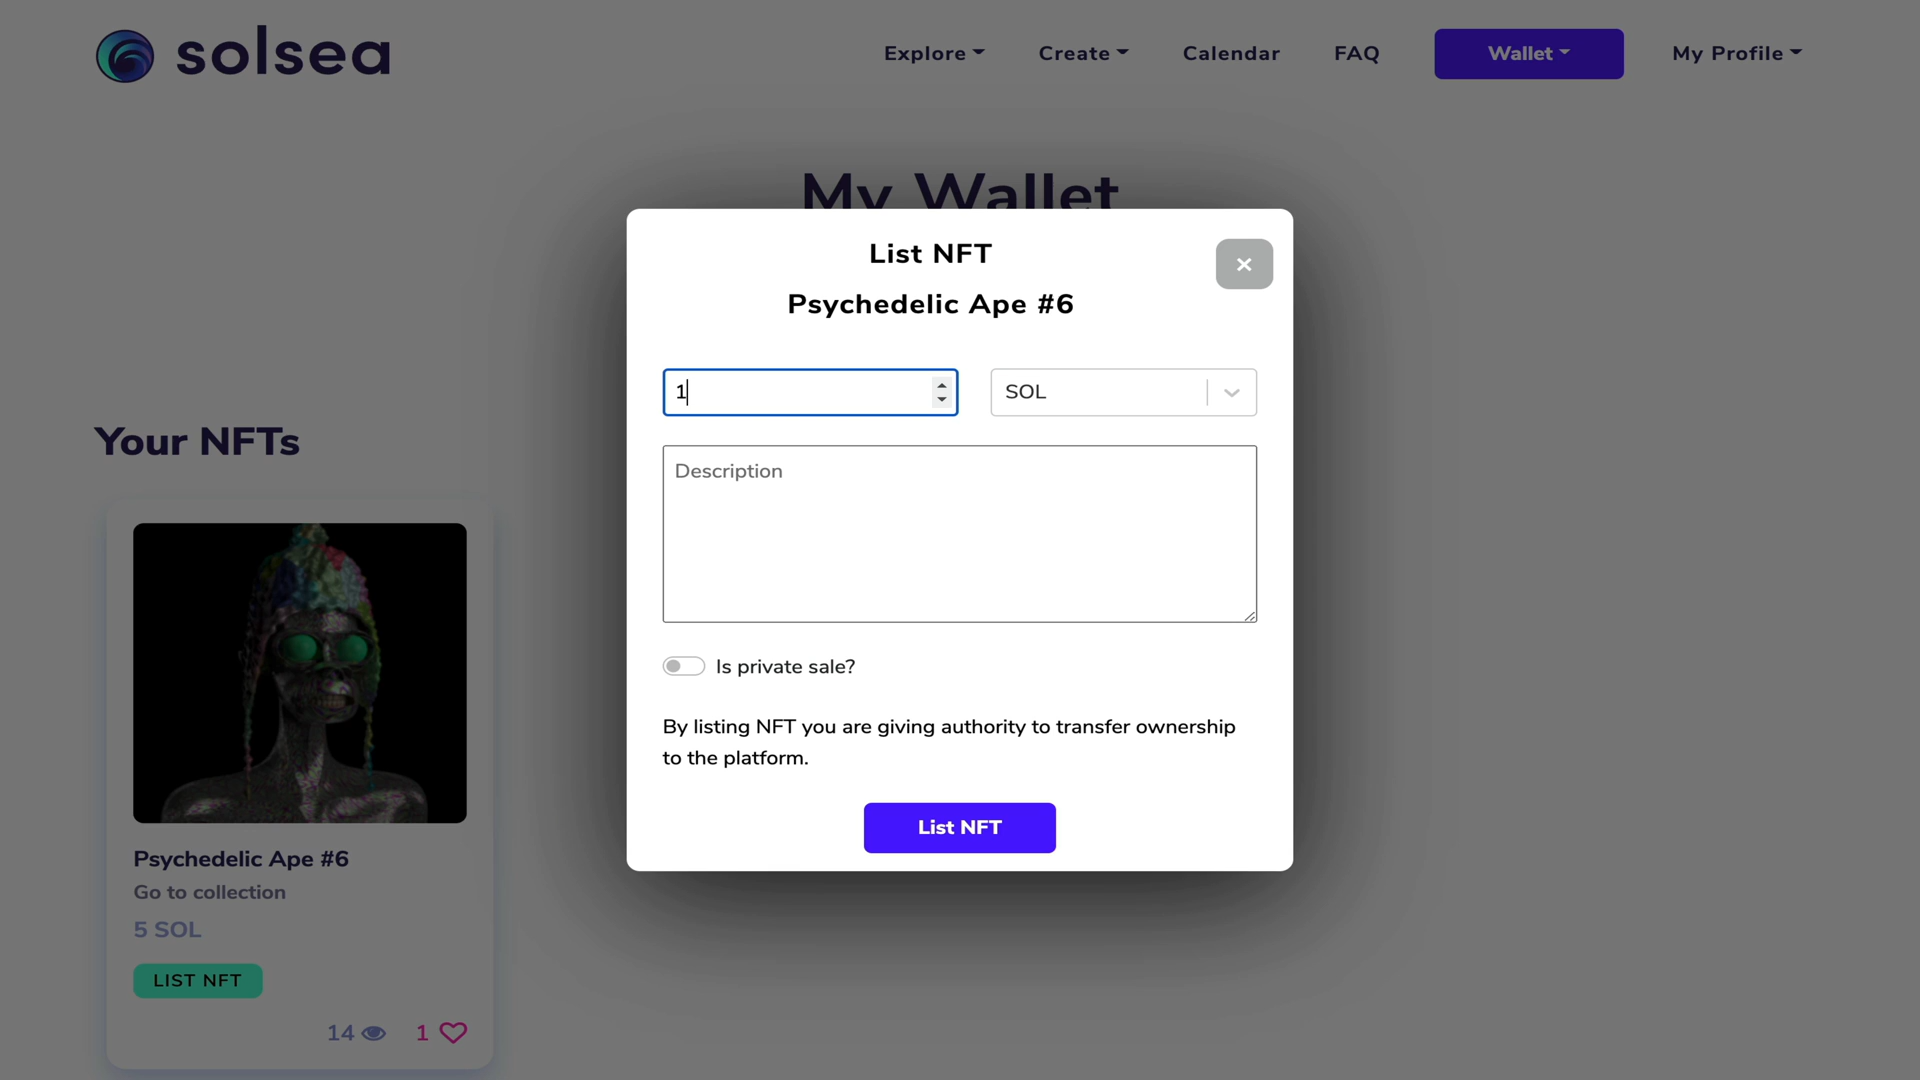 solsea
Explore
Create
Calendar
FAQ
Wallet
My Profile
My Wallet
List NFT
Psychedelic Ape #6
1
SOL
Description
Is private sale?
By listing NFT you are giving authority to transfer ownership
to the platform.
List NFT
Your NFTs
Psychedelic Ape #6
Go to collection
5 SOL
LIST NFT
14
1